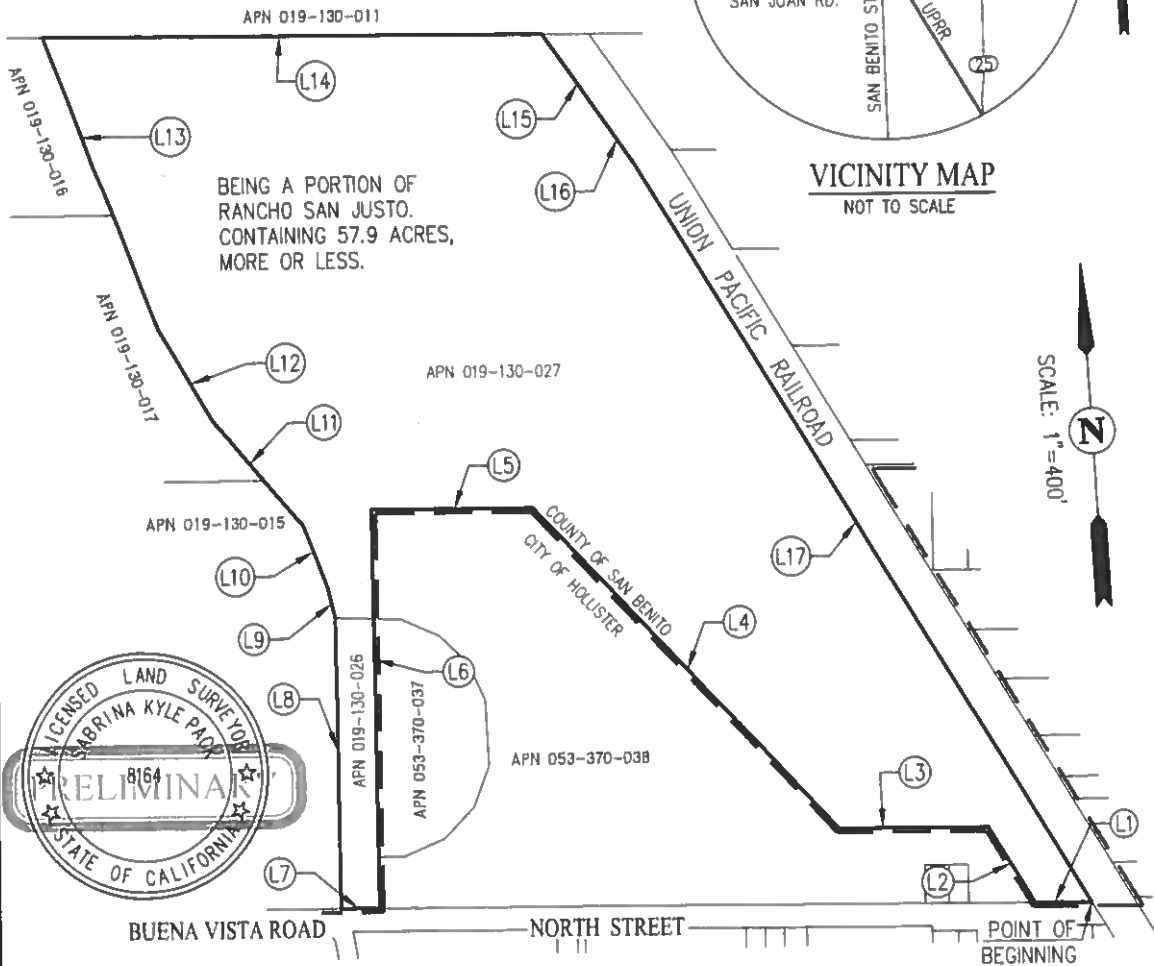 APN 019-130-011
SAN JUAN RD.
SAN BENITO ST
UPRR
25
L14
APN 019-130-016
L13
L15
L16
BEING A PORTION OF
RANCHO SAN JUSTO.
CONTAINING 57.9 ACRES,
MORE OR LESS.
VICINITY MAP
NOT TO SCALE
UNION PACIFIC RAILROAD
APN 019-130-017
L12
APN 019-130-027
SCALE: 1"=400'
N
L11
L5
APN 019-130-015
COUNTY OF SAN BENITO
CITY OF HOLLISTER
L17
L10
L9
L4
L6
L8
APN 019-130-026
APN 053-370-037
APN 053-370-038
LICENSED LAND SURVEYOR
SABRINA KYLE PACK
8164
PRELIMINARY
STATE OF CALIFORNIA
L3
L1
L7
L2
BUENA VISTA ROAD
NORTH STREET
POINT OF
BEGINNING